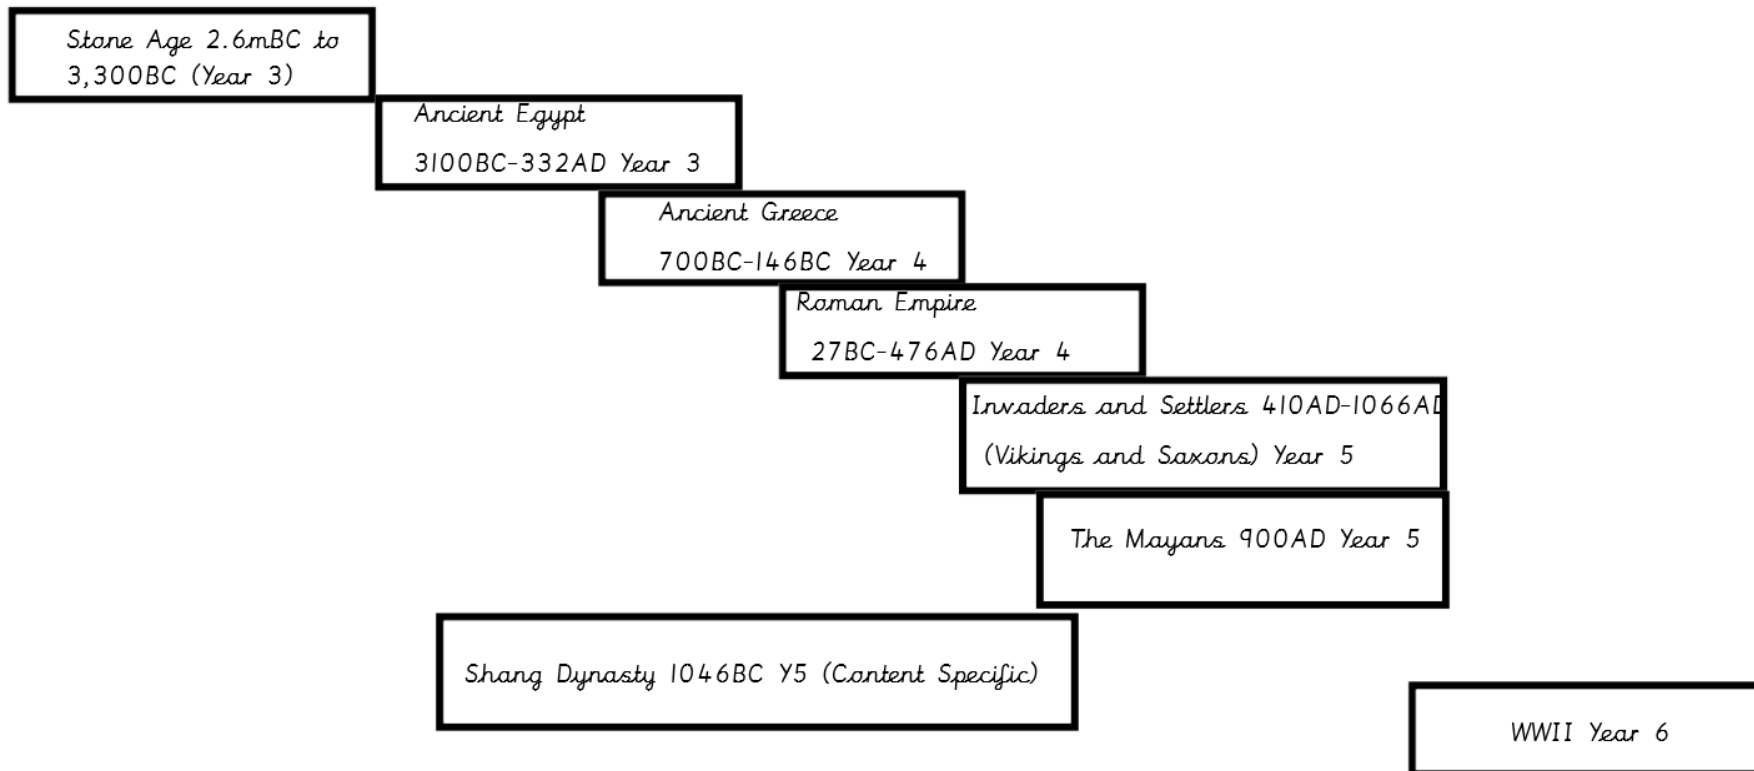 Stone Age 2.6mBC to
3,300BC (Year 3)
Ancient Egypt
3100BC-332AD Year 3
Ancient Greece
700BC-146BC Year 4
Roman Empire
27BC-476AD Year 4
Invaders and Settlers 410AD-1066AD
(Vikings and Saxons) Year 5
The Mayans 900AD Year 5
Shang Dynasty 1046BC Y5 (Content Specific)
WWII Year 6